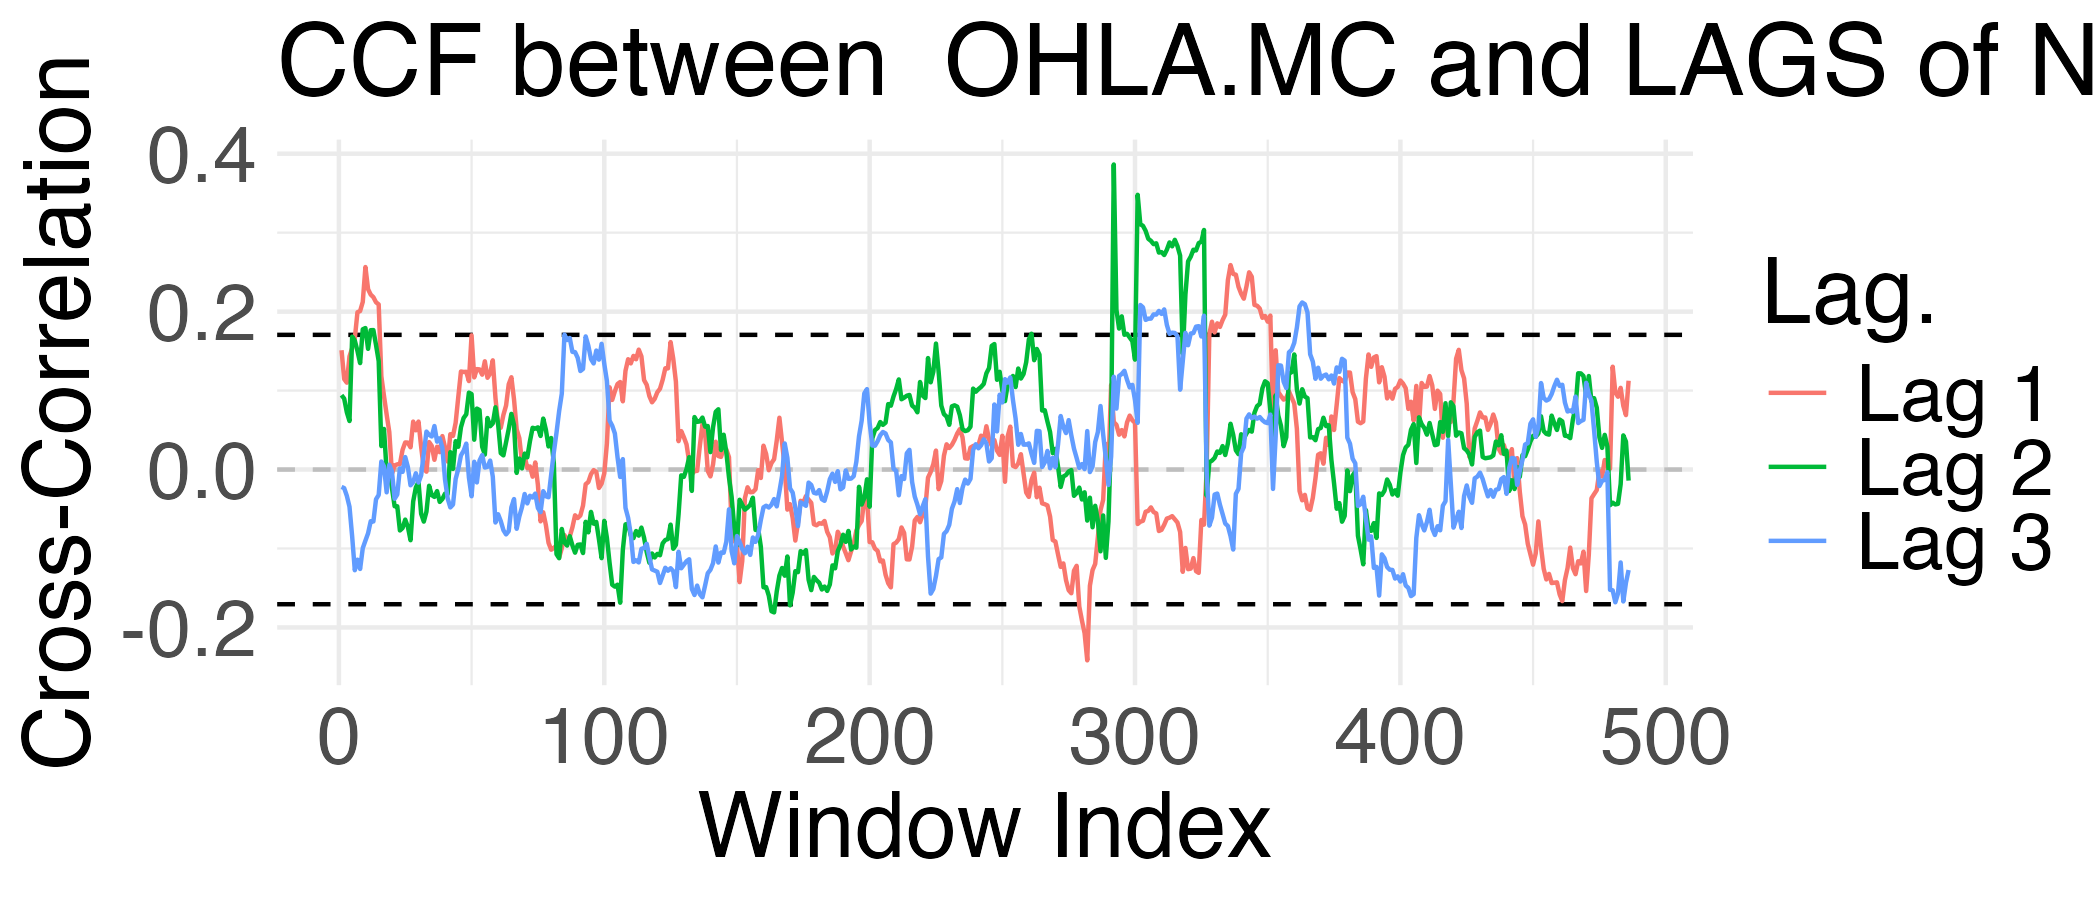 CCF between  OHLA.MC and LAGS of N
Cross-Correlation
0.4
0.2
0.0
-0.2
0
100
200
300
400
500
Window Index
Lag.
Lag 1
Lag 2
Lag 3